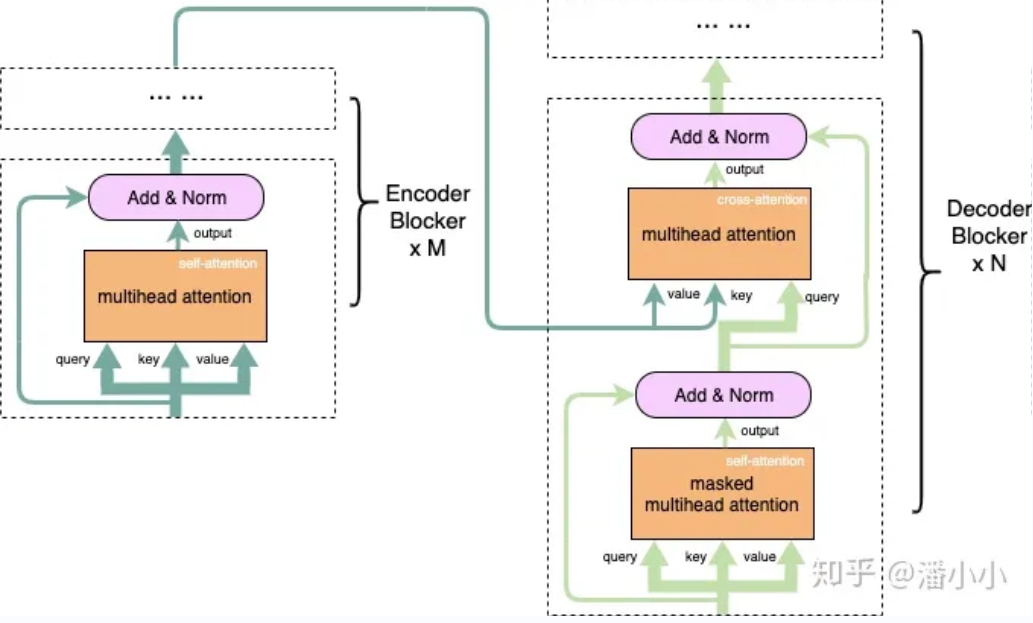 ... ...
Add & Norm
output
self-attention
multihead attention
query key value
Encoder
Blocker
x M
... ...
Add & Norm
output
cross-attention
multihead attention
value key query
Add & Norm
output
self-attention
masked
multihead attention
query key value
Decoder
Blocker
x N
知乎 @潘小小